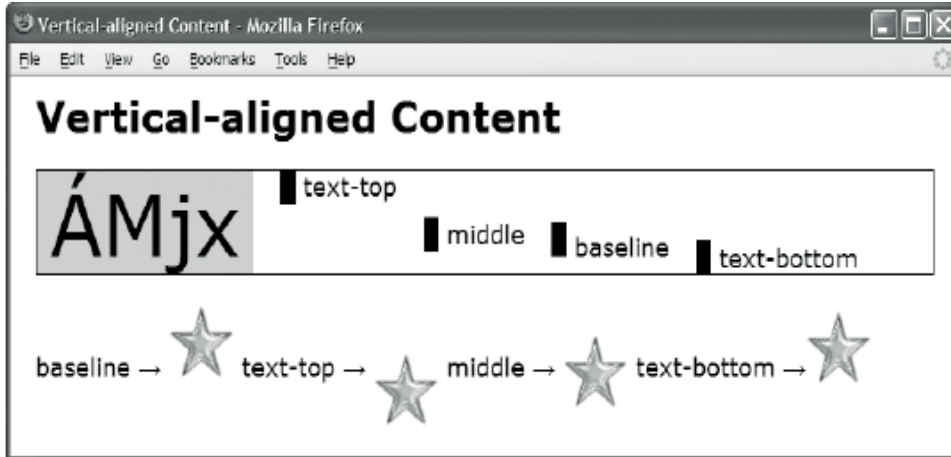 Vertical-aligned Content - Mozilla Firefox
File Edit View Go Bookmarks Tools Help
Vertical-aligned Content
ÁMjx text-top middle baseline text-bottom
baseline → text-top → middle → text-bottom →